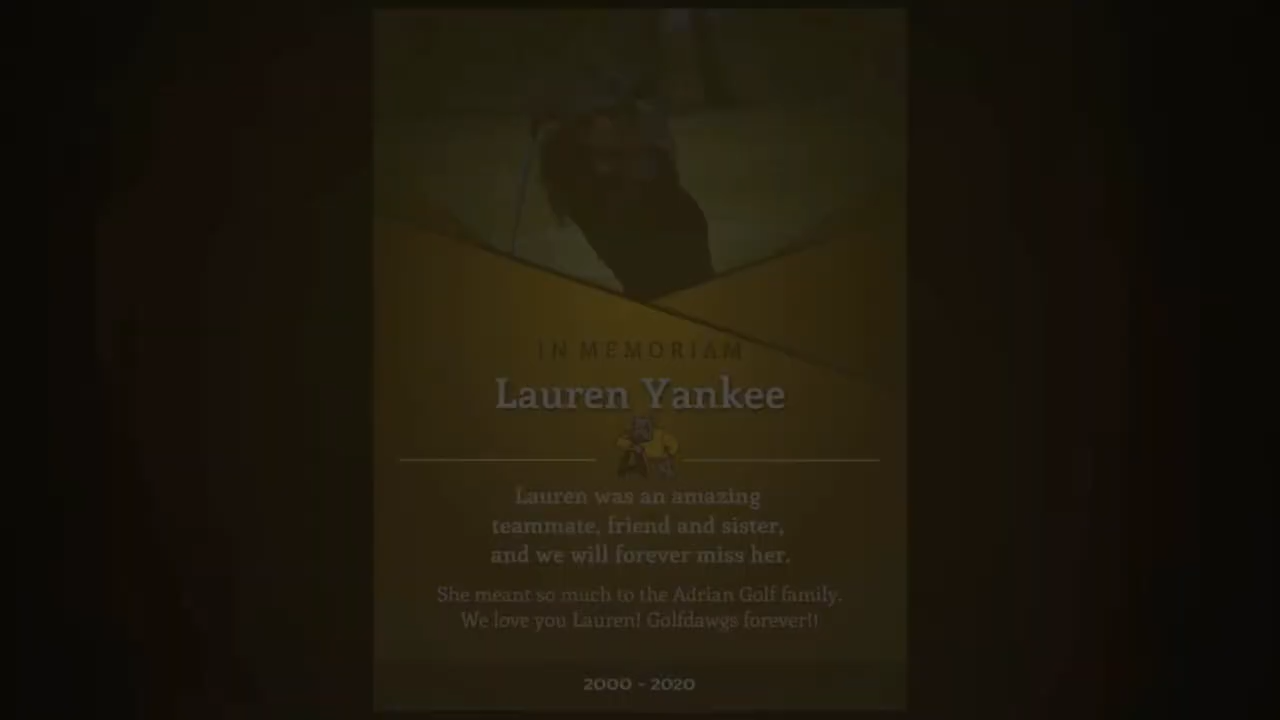 IN MEMORIAM
Lauren Yankee
Lauren was an amazing
teammate, friend and sister,
and we will forever miss her.
She meant so much to the Adrian Golf family.
We love you Lauren! Golfdawgs forever!!
2000 - 2020